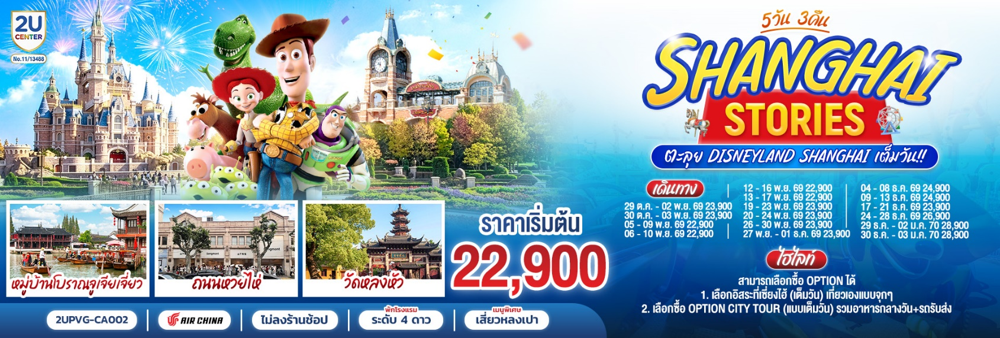 2U
CENTER
No.11/13488
5วัน 3คืน
SHANGHAI
STORIES
ตะลุย DISNEYLAND SHANGHAI เต็มวัน!!
เดินทาง
29 ต.ค. - 02 พ.ย. 69 23,900
30 ต.ค. - 03 พ.ย. 69 23,900
05 - 09 พ.ย. 69 22,900
06 - 10 พ.ย. 69 22,900
12 - 16 พ.ย. 69 22,900
13 - 17 พ.ย. 69 22,900
19 - 23 พ.ย. 69 23,900
20 - 24 พ.ย. 69 23,900
26 - 30 พ.ย. 69 23,900
27 พ.ย. - 01 ธ.ค. 69 23,900
04 - 08 ธ.ค. 69 24,900
09 - 13 ธ.ค. 69 24,900
17 - 21 ธ.ค. 69 23,900
24 - 28 ธ.ค. 69 26,900
29 ธ.ค. - 02 ม.ค. 70 28,900
30 ธ.ค. - 03 ม.ค. 70 28,900
ไฮไลท์
สามารถเลือกซื้อ OPTION ได้
1. เลือกอิสระที่เซี่ยงไฮ้ (เต็มวัน) เที่ยวเองแบบจุกๆ
2. เลือกซื้อ OPTION CITY TOUR (แบบเต็มวัน) รวมอาหารกลางวัน+รถรับส่ง
หมู่บ้านโบราณจูเจียเจี่ยว
ถนนหวยไห่
วัดหลงหัว
ราคาเริ่มต้น
22,900
2UPVG-CA002
AIR CHINA
ไม่ลงร้านช้อป
พักโรงแรม
ระดับ 4 ดาว
เมนูพิเศษ
เสี่ยวหลงเปา